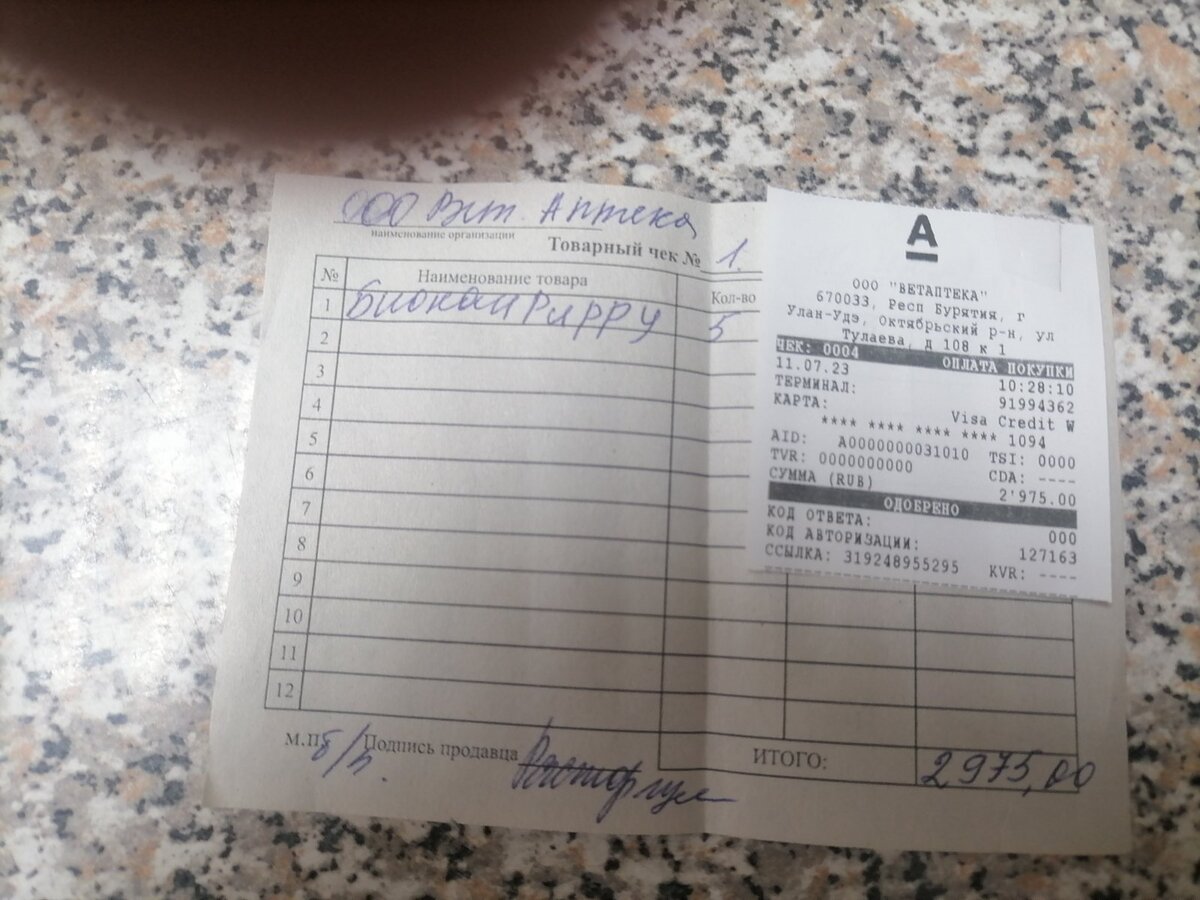 ООО Вет. Аптека
наименование организации
Товарный чек № 1.
№ Наименование товара Кол-во
1 Биокан Puppy 5
2
3
4
5
6
7
8
9
10
11
12
М.П. б/п. Подпись продавца
ИТОГО: 2975,00
А
ООО "ВЕТАПТЕКА"
670033, Респ Бурятия, г
Улан-Удэ, Октябрьский р-н, ул
Тулаева, д 108 к 1
ЧЕК: 0004 ОПЛАТА ПОКУПКИ
11.07.23 10:28:10
ТЕРМИНАЛ: 91994362
КАРТА: Visa Credit W
**** **** **** **** 1094
AID: A0000000031010 TSI: 0000
TVR: 0000000000 CDA: ----
СУММА (RUB) 2'975.00
ОДОБРЕНО
КОД ОТВЕТА: 000
КОД АВТОРИЗАЦИИ: 127163
ССЫЛКА: 319248955295 KVR: ----